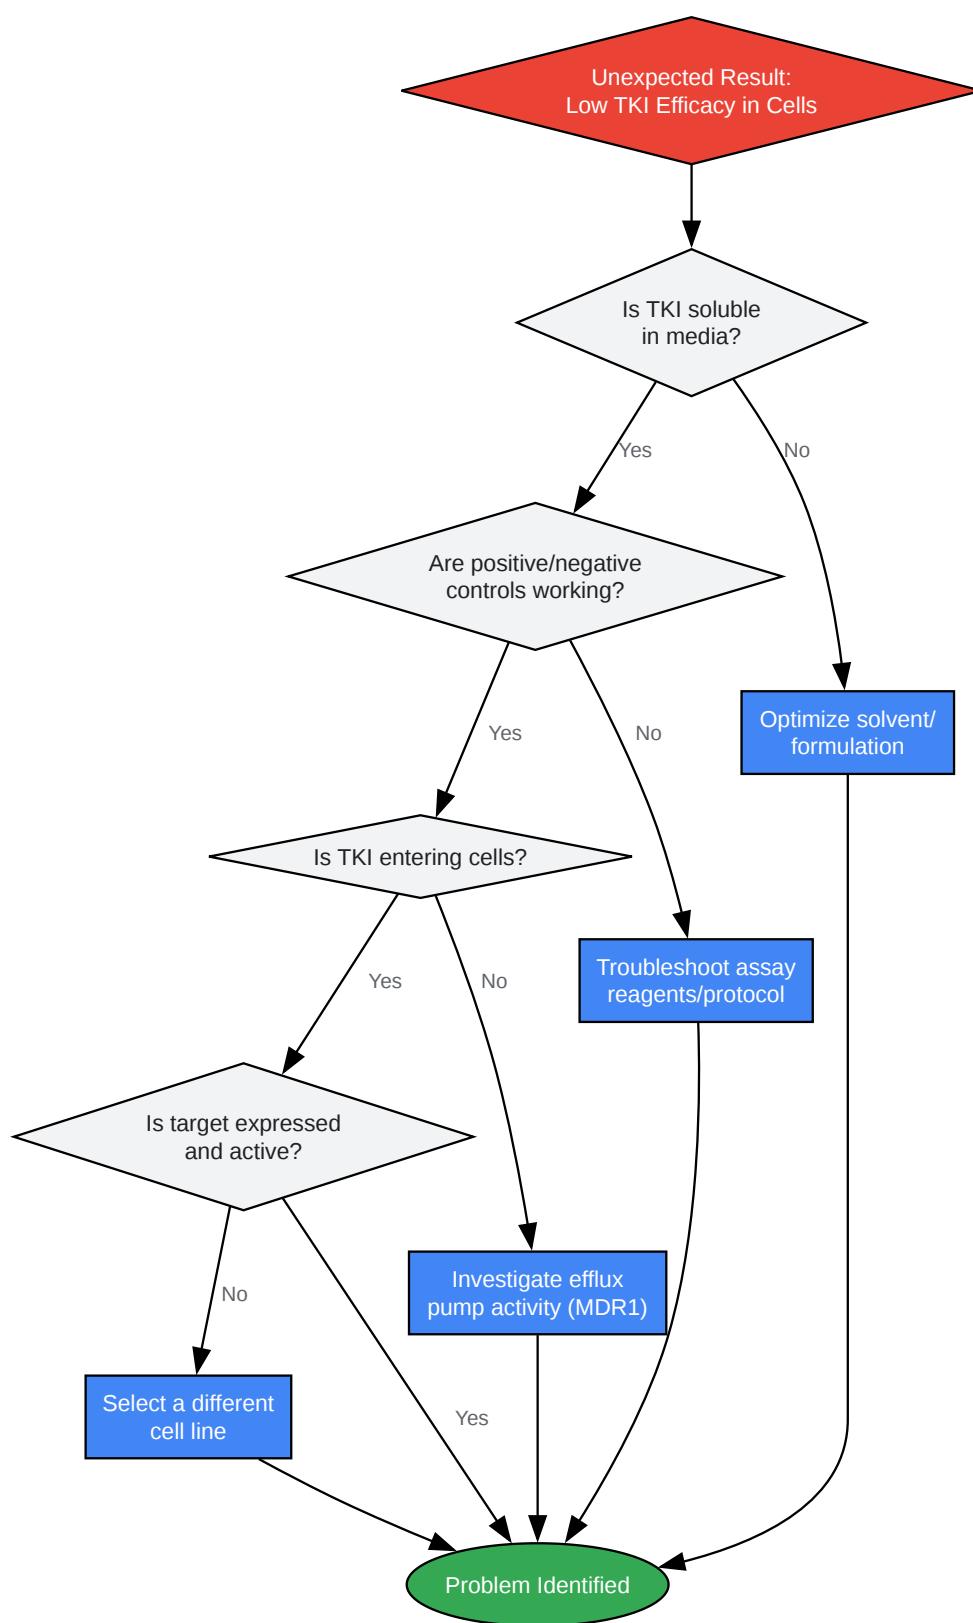 Unexpected Result:
Low TKI Efficacy in Cells
Is TKI soluble
in media?
Yes
No
Are positive/negative
controls working?
Optimize solvent/
formulation
Yes
No
Is TKI entering cells?
Troubleshoot assay
reagents/protocol
Yes
No
Is target expressed
and active?
Investigate efflux
pump activity (MDR1)
No
Select a different
cell line
Yes
Problem Identified